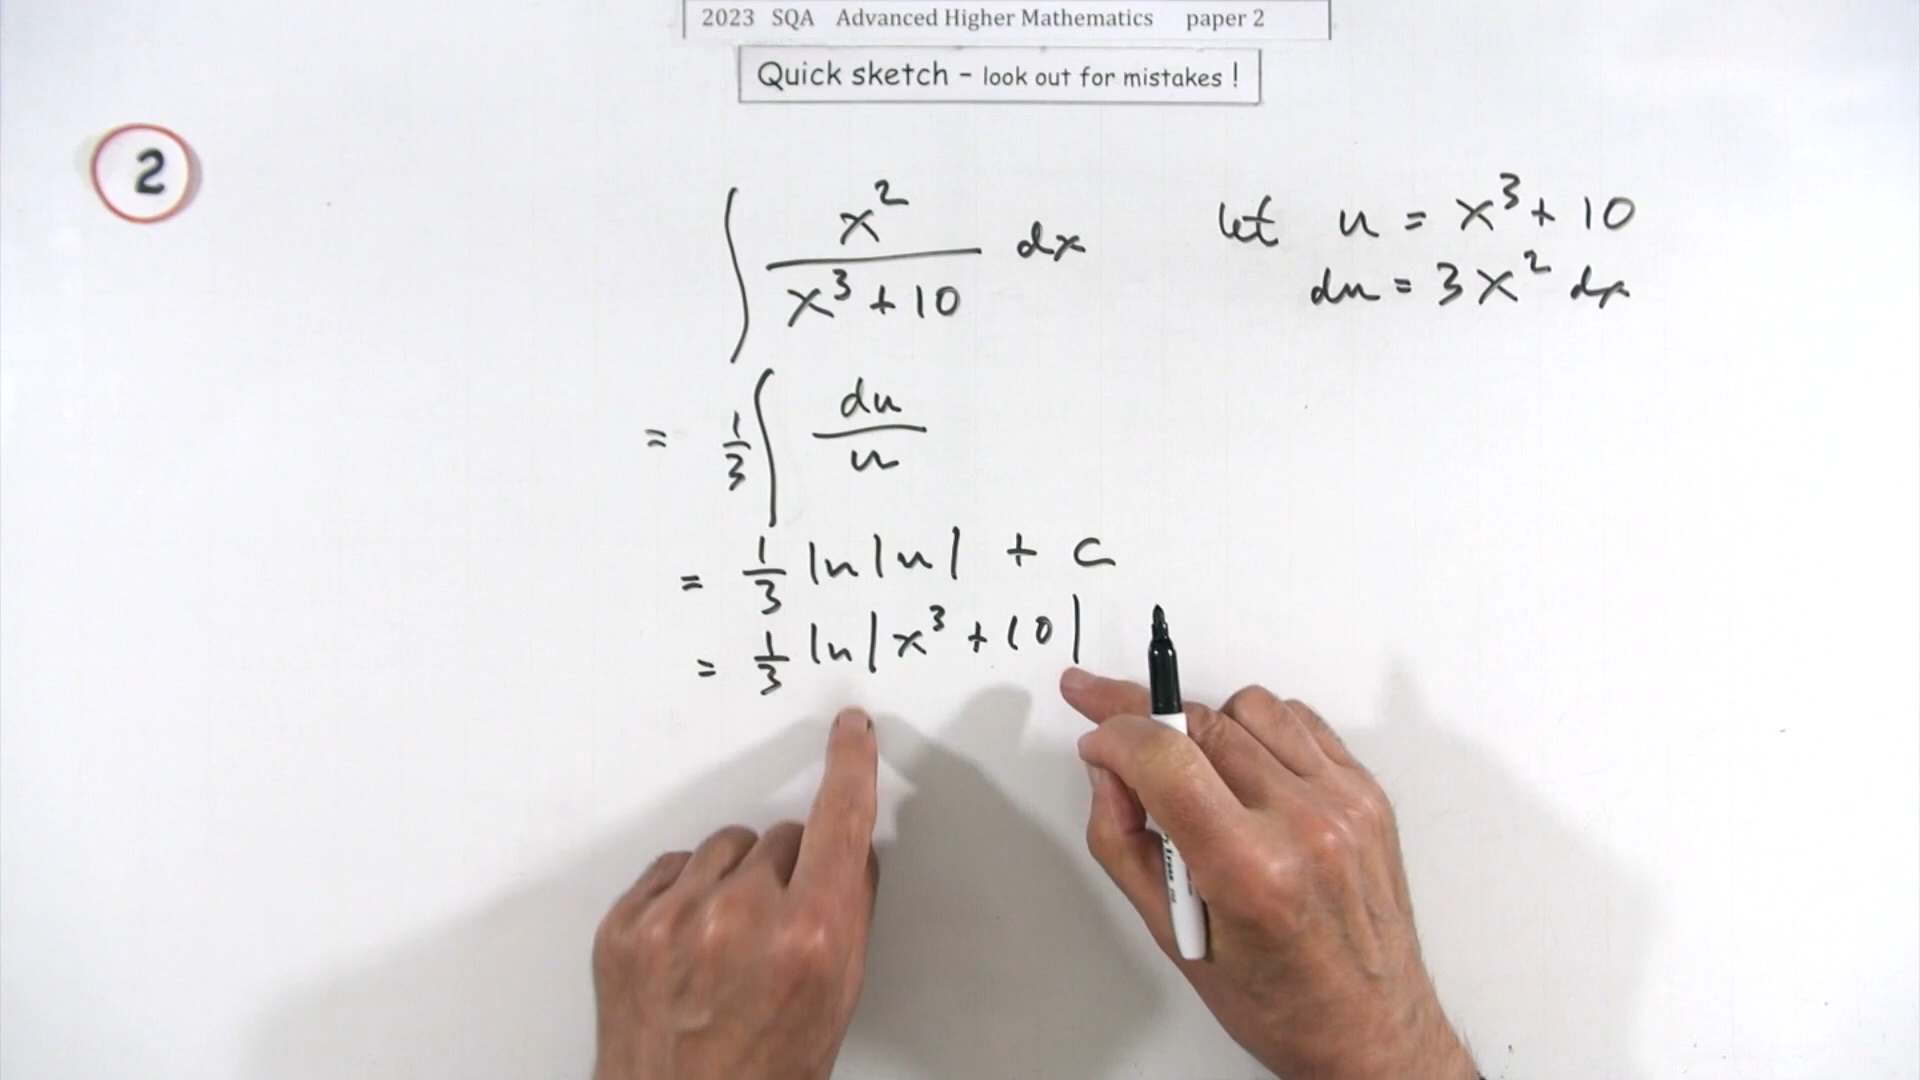 2023 SQA Advanced Higher Mathematics paper 2
Quick sketch - look out for mistakes !
2
∫ x²/(x³ + 10) dx let u = x³ + 10
du = 3x² dx
= 1/3 ∫ du/u
= 1/3 ln|u| + c
= 1/3 ln|x³ + 10|